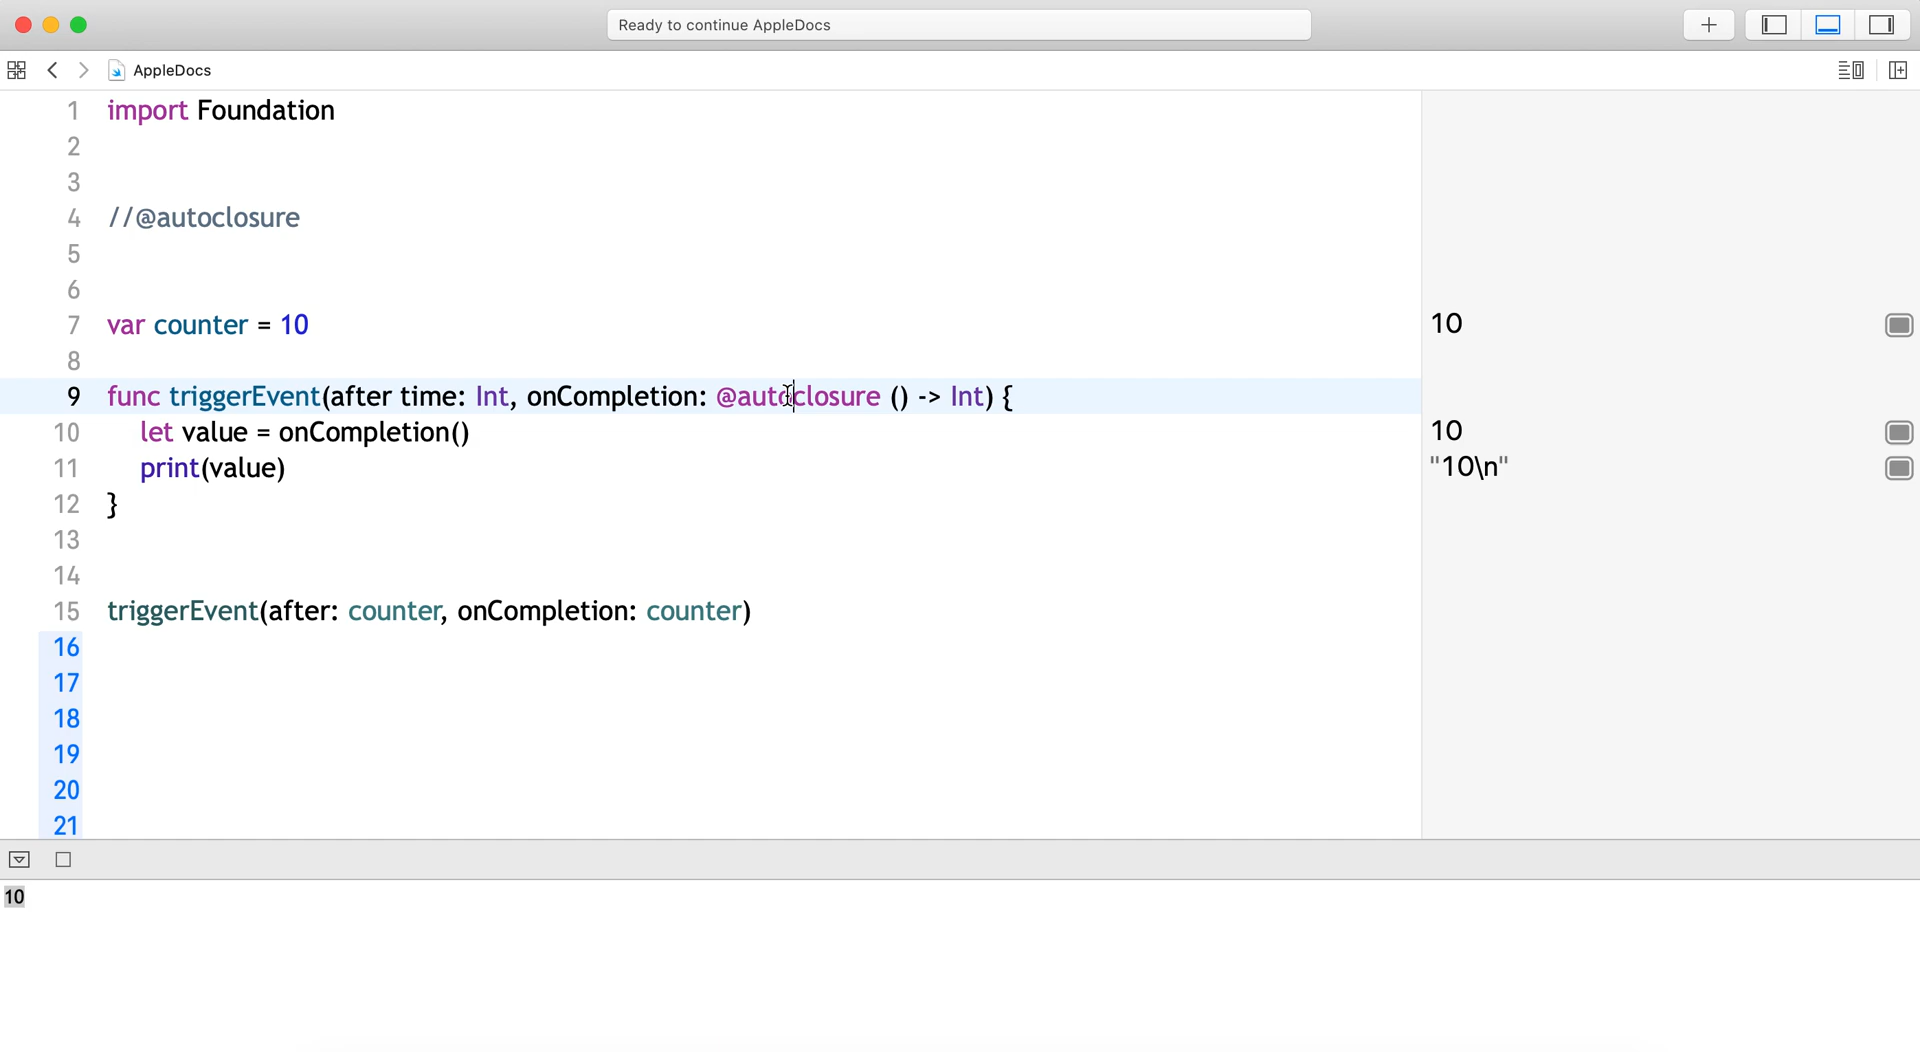 Ready to continue AppleDocs
AppleDocs
1 import Foundation
2
3
4 //@autoclosure
5
6
7 var counter = 10 10
8
9 func triggerEvent(after time: Int, onCompletion: @autoclosure () -> Int) {
10 let value = onCompletion() 10
11 print(value) "10\n"
12 }
13
14
15 triggerEvent(after: counter, onCompletion: counter)
16
17
18
19
20
21
10